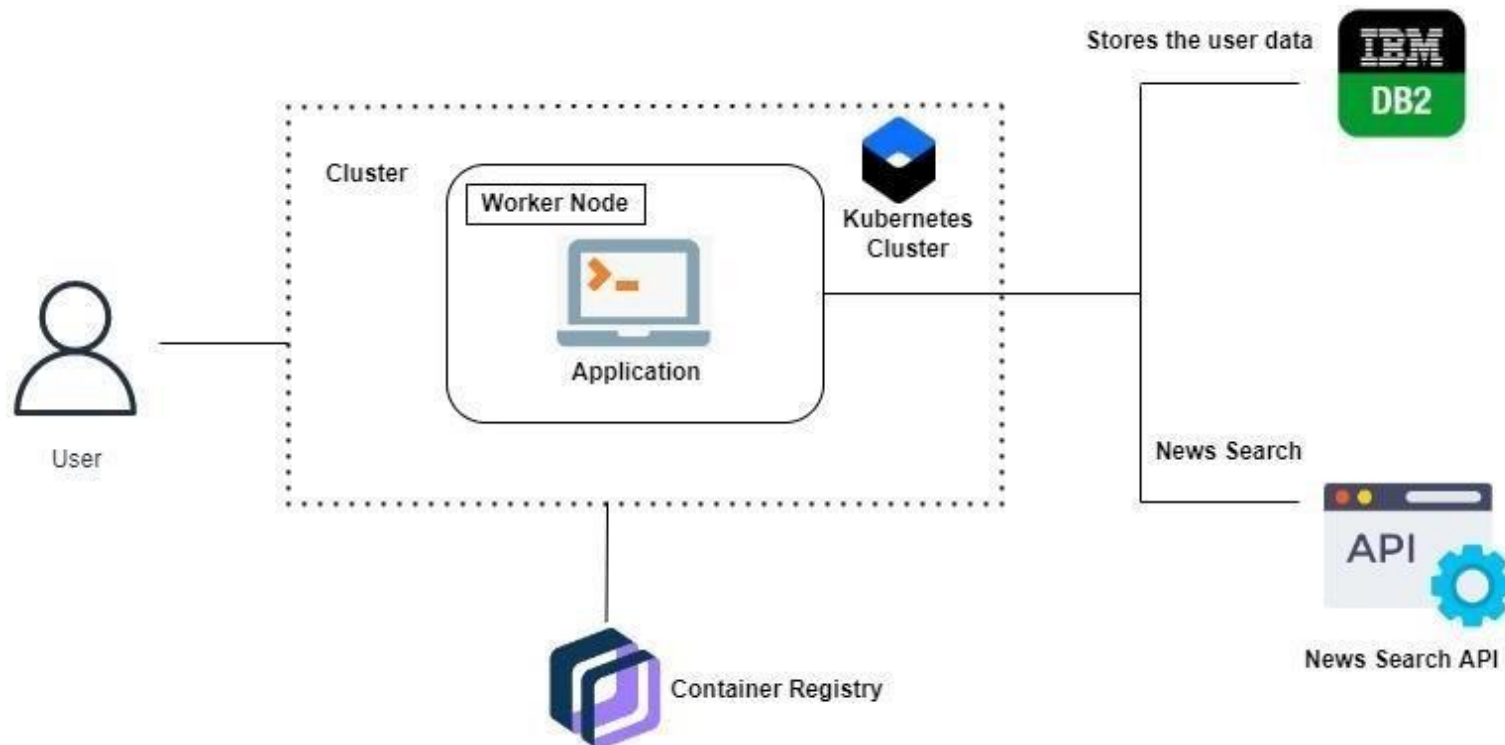 Stores the user data
IBM
DB2
Cluster
Worker Node
Kubernetes
Cluster
Application
User
News Search
API
News Search API
Container Registry